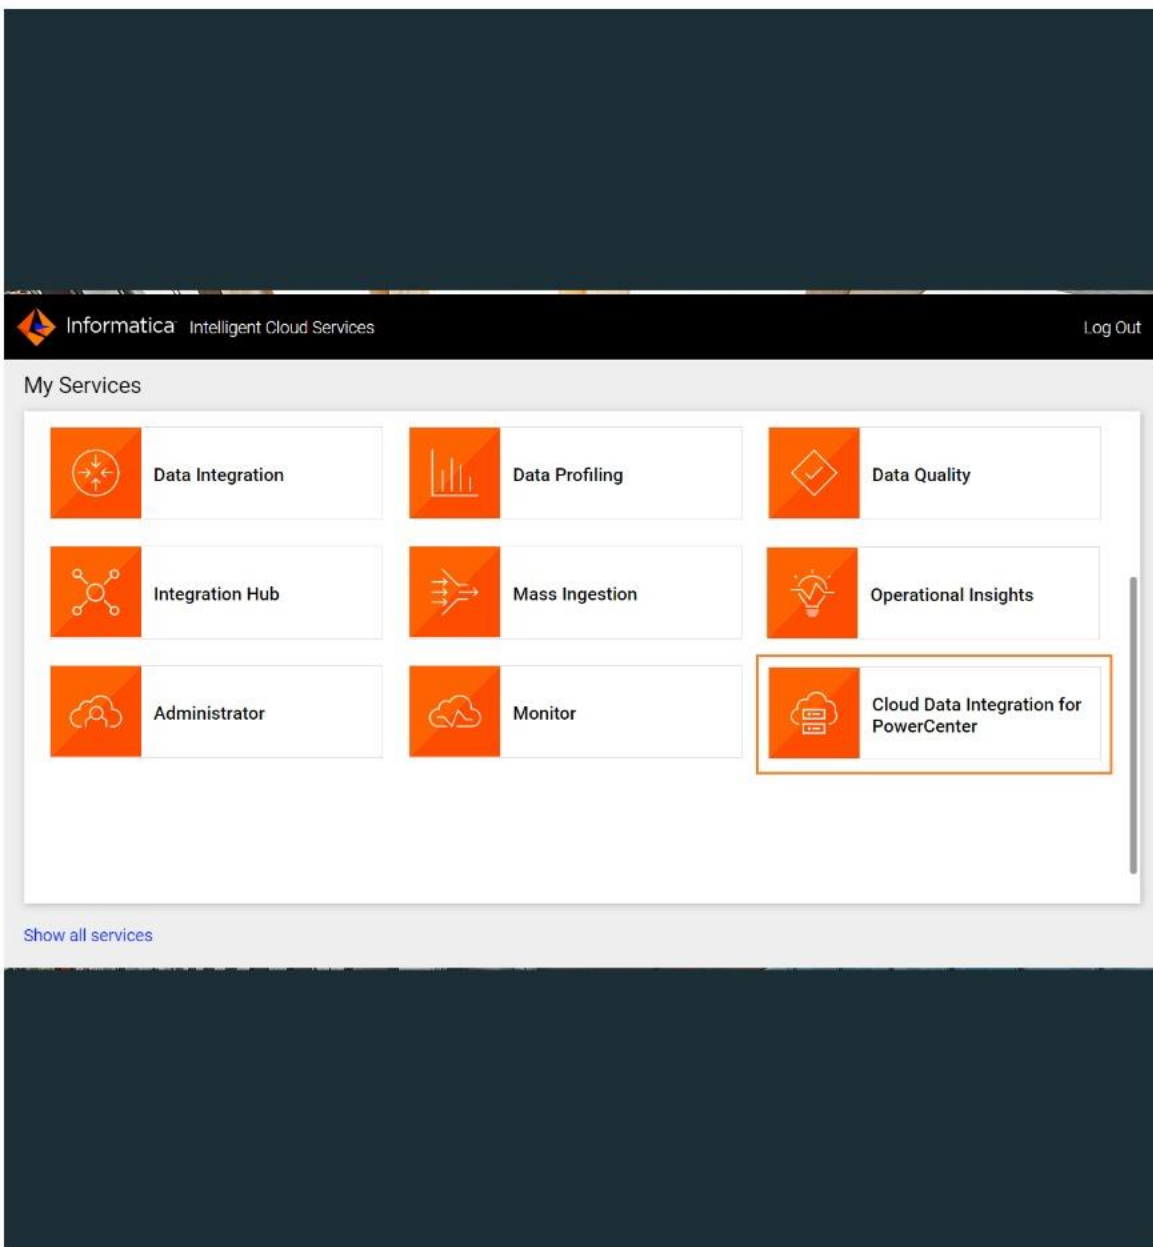 Informatica Intelligent Cloud Services
Log Out
My Services
Data Integration
Data Profiling
Data Quality
Integration Hub
Mass Ingestion
Operational Insights
Administrator
Monitor
Cloud Data Integration for
PowerCenter
Show all services